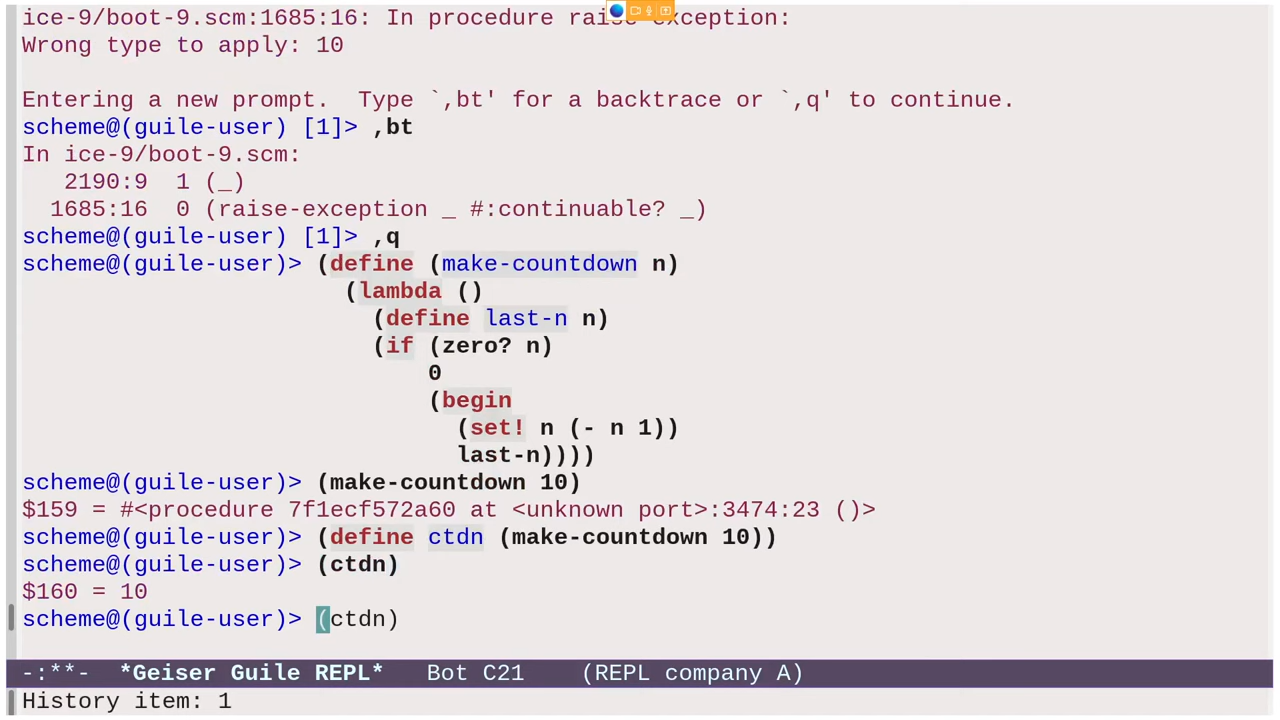 ice-9/boot-9.scm:1685:16: In procedure raise-exception:
Wrong type to apply: 10
Entering a new prompt.  Type `,bt' for a backtrace or `,q' to continue.
scheme@(guile-user) [1]> ,bt
In ice-9/boot-9.scm:
   2190:9  1 (_)
  1685:16  0 (raise-exception _ #:continuable? _)
scheme@(guile-user) [1]> ,q
scheme@(guile-user)> (define (make-countdown n)
                       (lambda ()
                         (define last-n n)
                         (if (zero? n)
                             0
                             (begin
                               (set! n (- n 1))
                               last-n))))
scheme@(guile-user)> (make-countdown 10)
$159 = #<procedure 7f1ecf572a60 at <unknown port>:3474:23 ()>
scheme@(guile-user)> (define ctdn (make-countdown 10))
scheme@(guile-user)> (ctdn)
$160 = 10
scheme@(guile-user)> (ctdn)
-:**-  *Geiser Guile REPL*   Bot C21    (REPL company A)
History item: 1